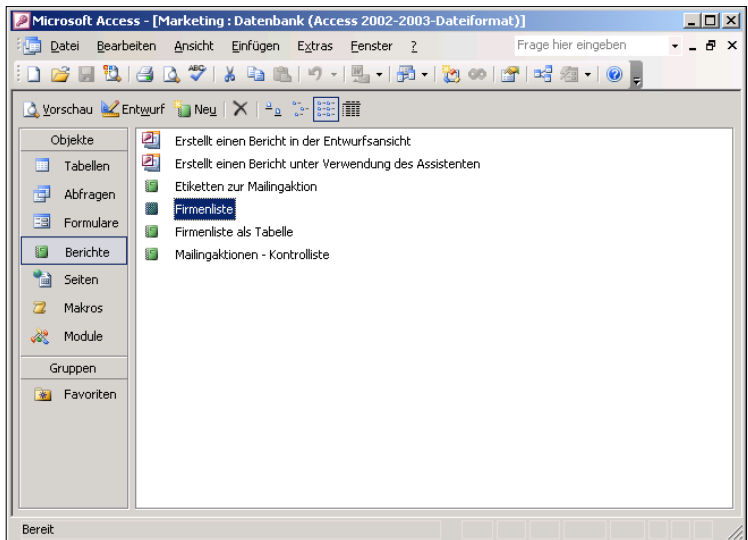 Microsoft Access - [Marketing : Datenbank (Access 2002-2003-Dateiformat)]
Datei Bearbeiten Ansicht Einfügen Extras Fenster ? Frage hier eingeben
Vorschau Entwurf Neu
Objekte
Tabellen
Abfragen
Formulare
Berichte
Seiten
Makros
Module
Gruppen
Favoriten
Erstellt einen Bericht in der Entwurfsansicht
Erstellt einen Bericht unter Verwendung des Assistenten
Etiketten zur Mailingaktion
Firmenliste
Firmenliste als Tabelle
Mailingaktionen - Kontrolliste
Bereit